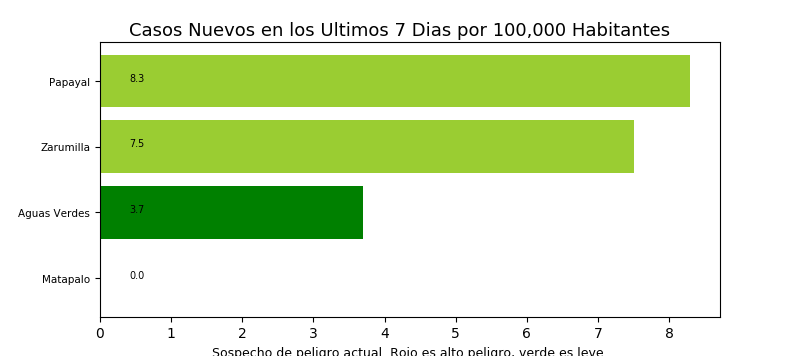 Casos Nuevos en los Ultimos 7 Dias por 100,000 Habitantes
Papayal
8.3
Zarumilla
7.5
Aguas Verdes
3.7
Matapalo
0.0
0 1 2 3 4 5 6 7 8
Sospecho de peligro actual. Rojo es alto peligro, verde es leve